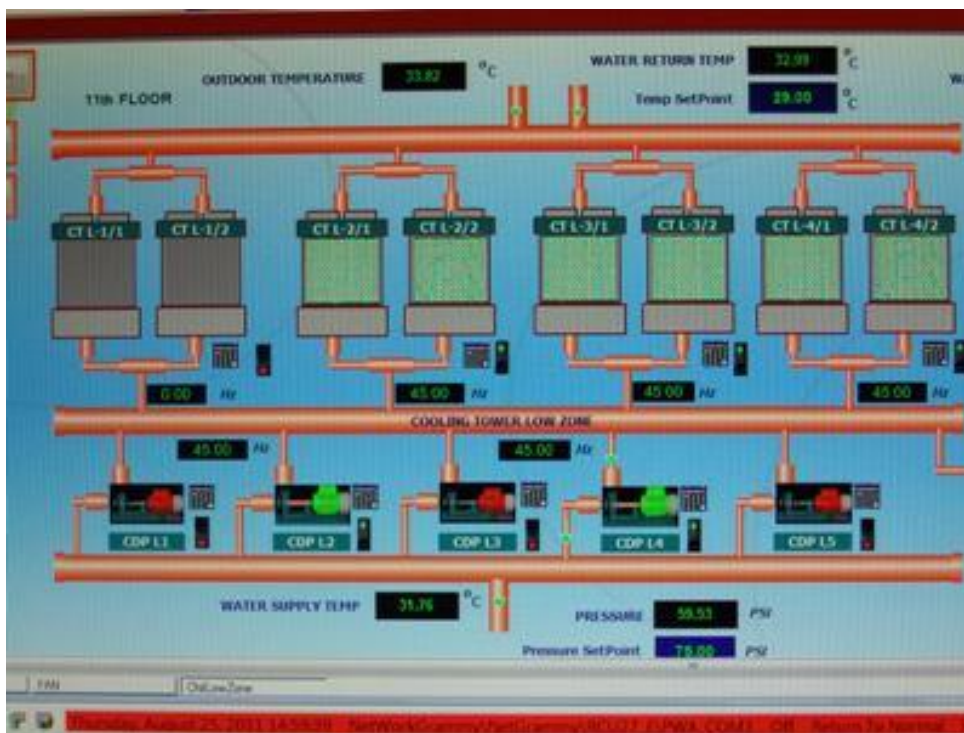 WATER RETURN TEMP 32.99 °C
OUTDOOR TEMPERATURE 33.82 °C
11th FLOOR
Temp SetPoint 29.00 °C
CT L-1/1 CT L-1/2 CT L-2/1 CT L-2/2 CT L-3/1 CT L-3/2 CT L-4/1 CT L-4/2
0.00 Hz 45.00 Hz 45.00 Hz 45.00 Hz
COOLING TOWER LOW ZONE
45.00 Hz 45.00 Hz
CDP L1 CDP L2 CDP L3 CDP L4 CDP L5
WATER SUPPLY TEMP 31.76 °C
PRESSURE 59.53 PSI
Pressure SetPoint 75.00 PSI
FAN
Thursday, August 25, 2011 14:59:59 Off Return To Normal